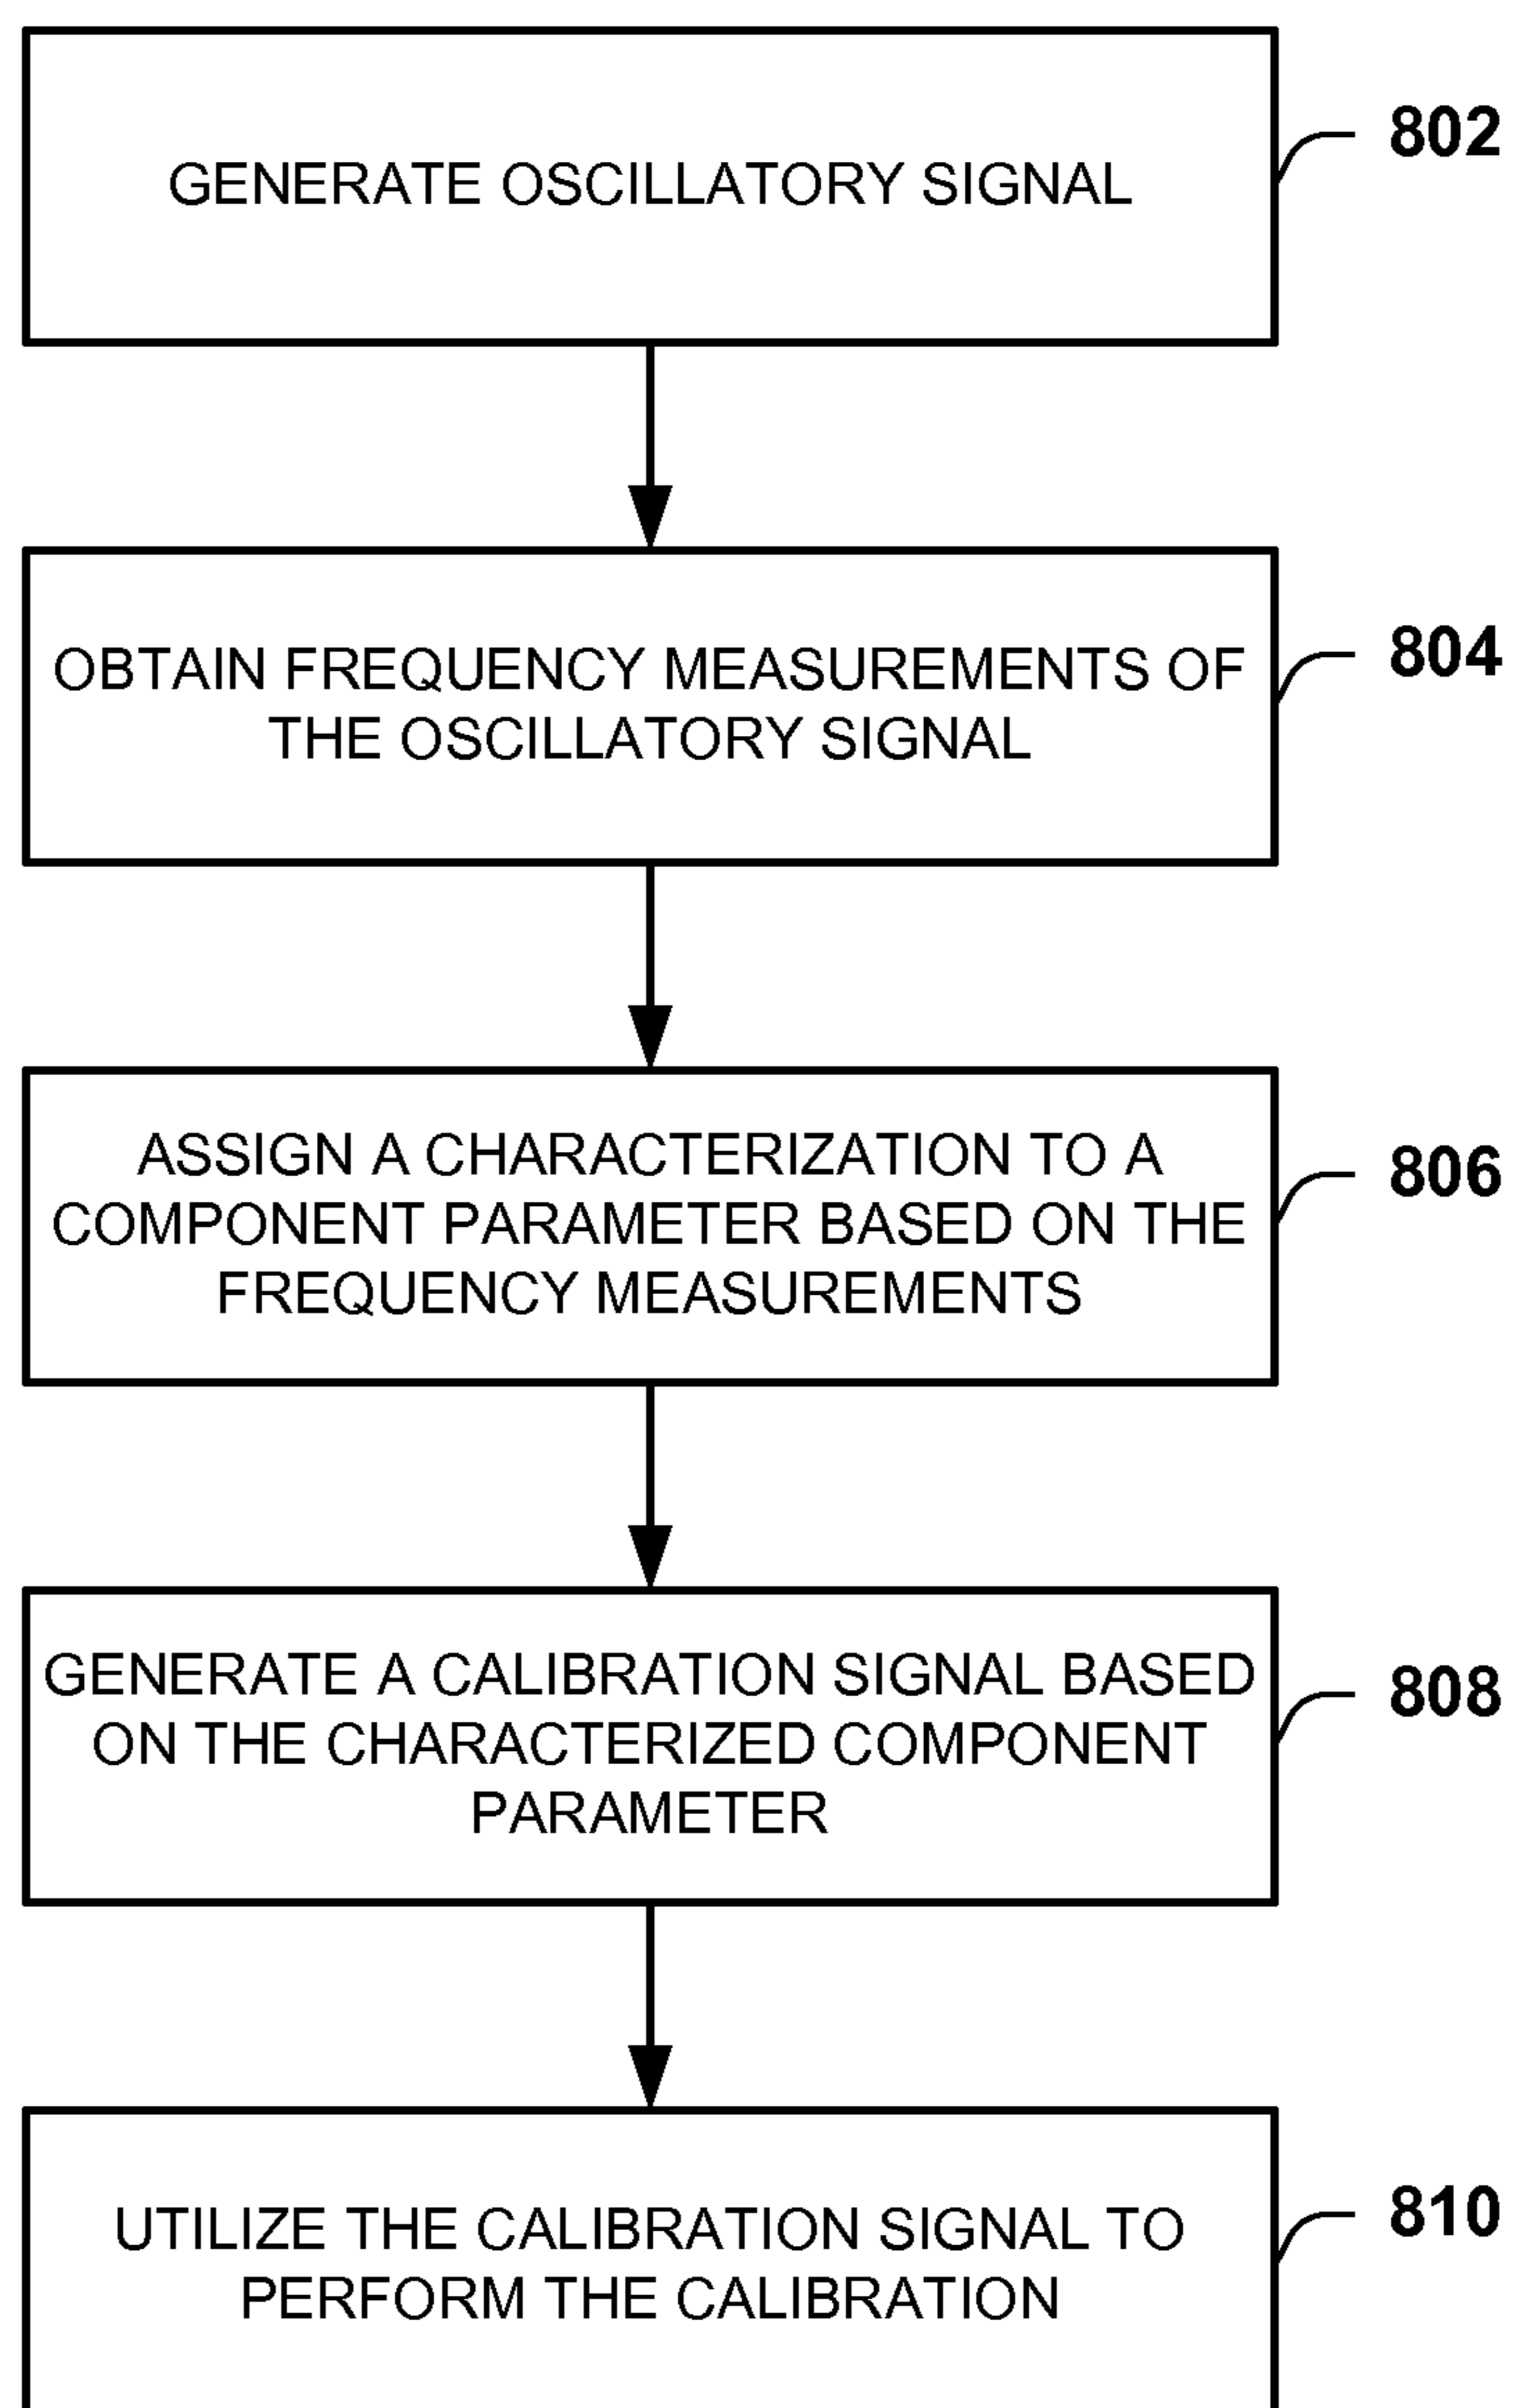 GENERATE OSCILLATORY SIGNAL
802
OBTAIN FREQUENCY MEASUREMENTS OF
THE OSCILLATORY SIGNAL
804
ASSIGN A CHARACTERIZATION TO A
COMPONENT PARAMETER BASED ON THE
FREQUENCY MEASUREMENTS
806
GENERATE A CALIBRATION SIGNAL BASED
ON THE CHARACTERIZED COMPONENT
PARAMETER
808
UTILIZE THE CALIBRATION SIGNAL TO
PERFORM THE CALIBRATION
810